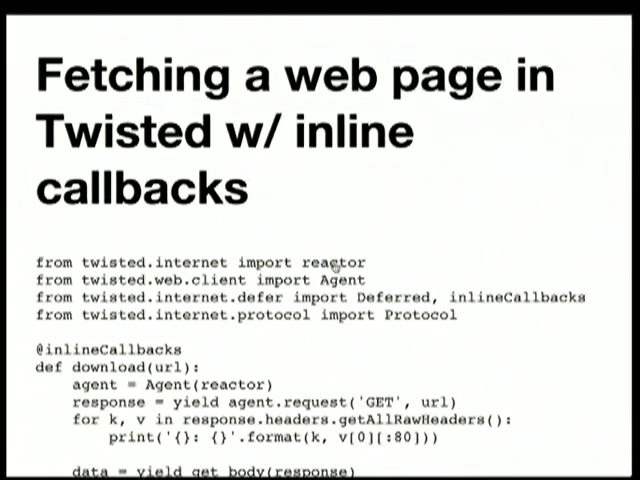 Fetching a web page in
Twisted w/ inline
callbacks
from twisted.internet import reactor
from twisted.web.client import Agent
from twisted.internet.defer import Deferred, inlineCallbacks
from twisted.internet.protocol import Protocol
@inlineCallbacks
def download(url):
    agent = Agent(reactor)
    response = yield agent.request('GET', url)
    for k, v in response.headers.getAllRawHeaders():
        print('{}: {}'.format(k, v[0][:80]))
    data = yield get_body(response)